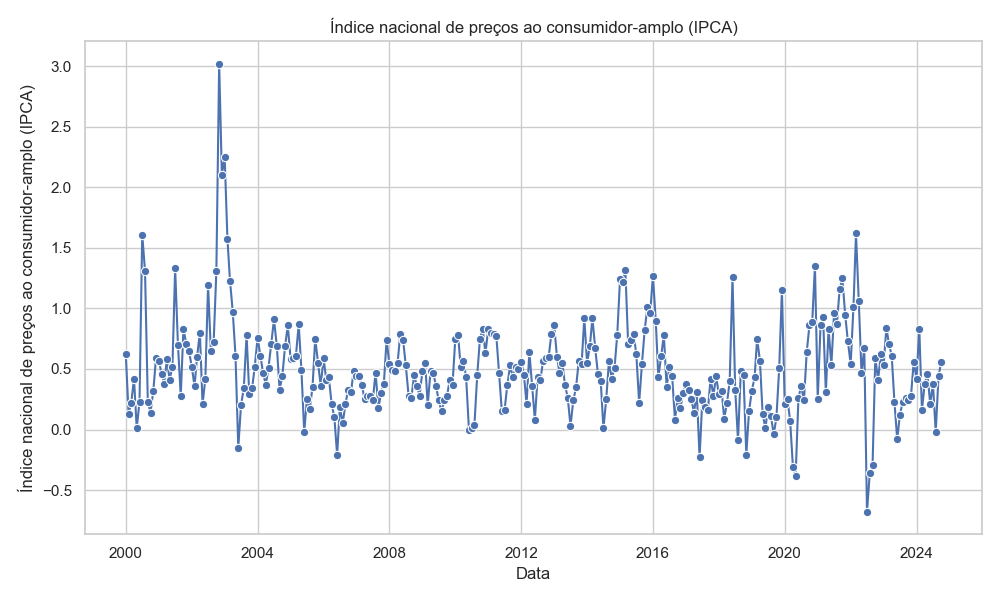 Índice nacional de preços ao consumidor-amplo (IPCA)
Índice nacional de preços ao consumidor-amplo (IPCA)
3.0
2.5
2.0
1.5
1.0
0.5
0.0
−0.5
2000 2004 2008 2012 2016 2020 2024
Data